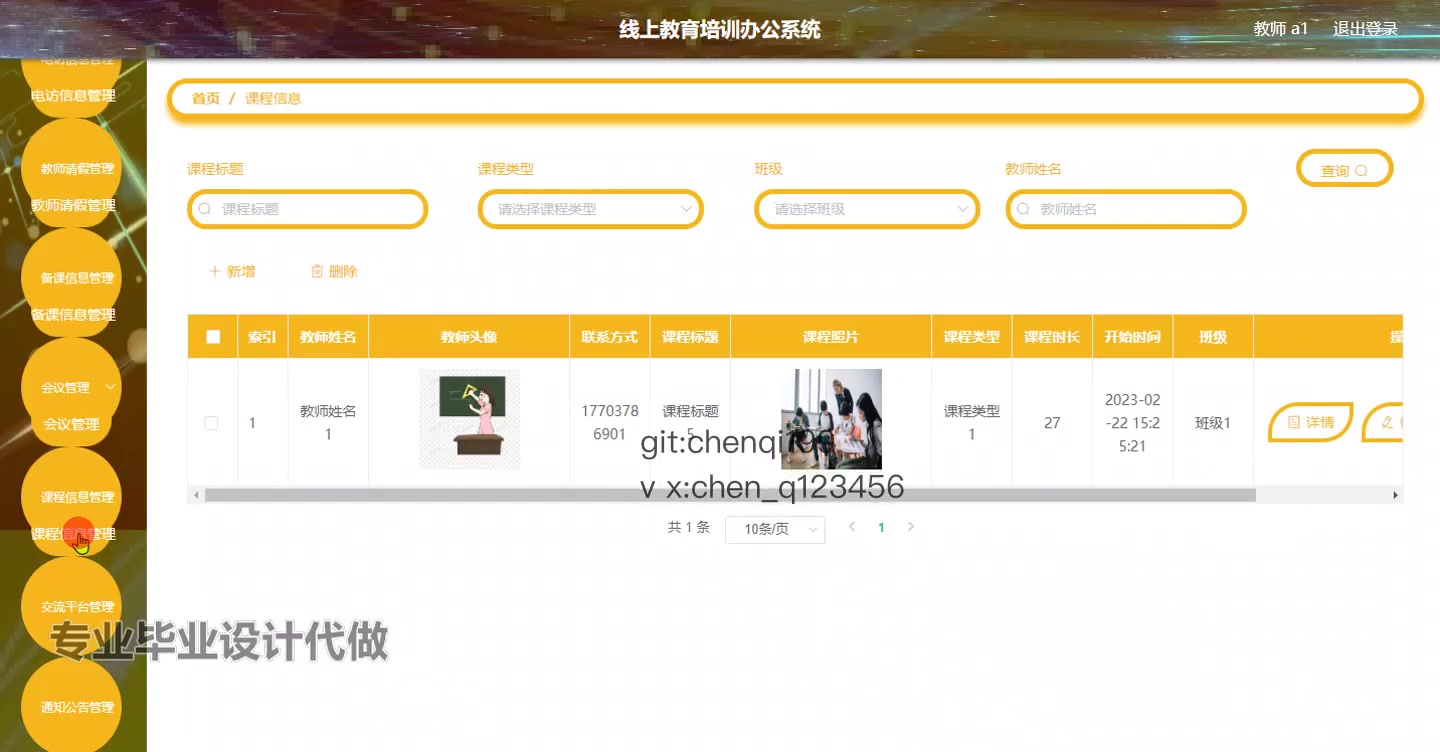 线上教育培训办公系统
教师 a1 退出登录
电访信息管理
电访信息管理
教师请假管理
教师请假管理
备课信息管理
备课信息管理
会议管理
会议管理
课程信息管理
课程信息管理
交流平台管理
通知公告管理
首页 / 课程信息
课程标题 课程类型 班级 教师姓名 查询
课程标题 请选择课程类型 请选择班级 教师姓名
新增 删除
索引 教师姓名 教师头像 联系方式 课程标题 课程照片 课程类型 课程时长 开始时间 班级 操
1 教师姓名1 17703786901 课程标题5 课程类型1 27 2023-02-22 15:25:21 班级1 详情
v x:chen_q123456
共 1 条 10条/页 1
专业毕业设计代做